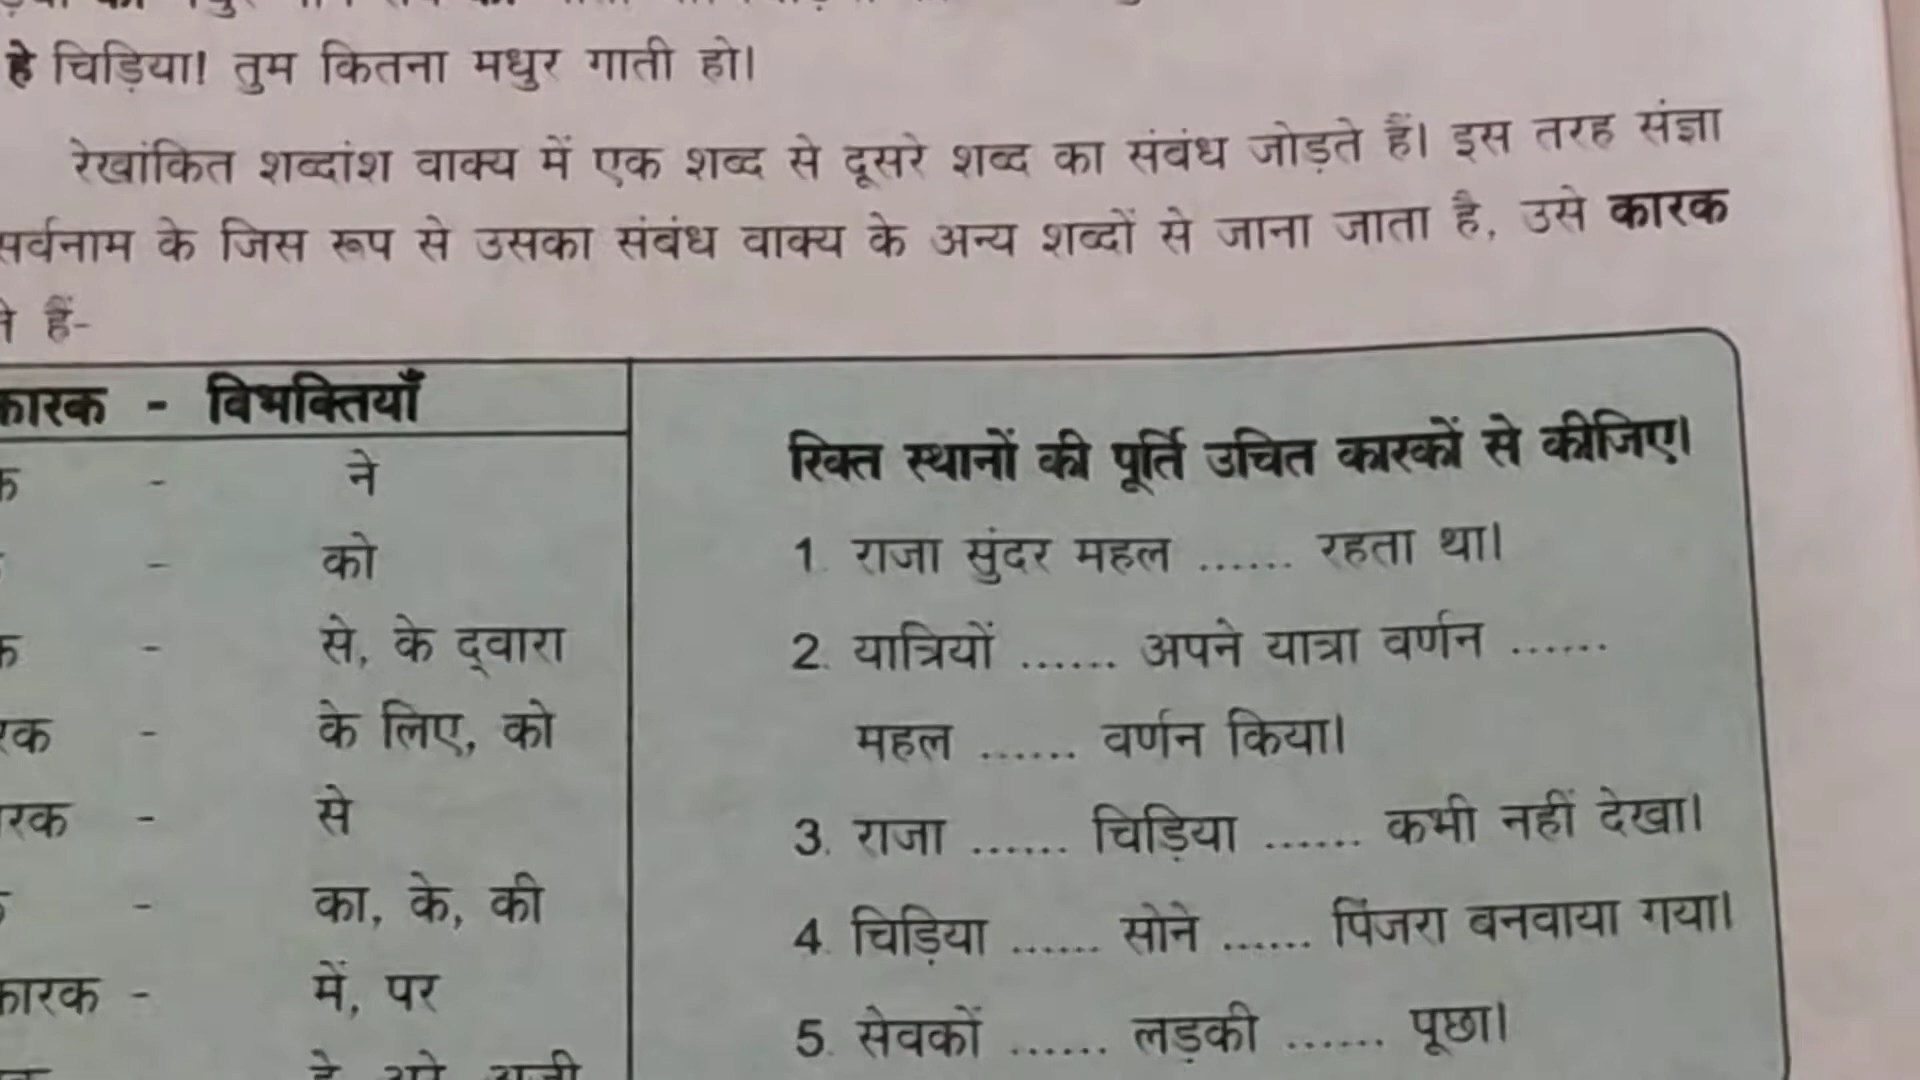 हे चिड़िया! तुम कितना मधुर गाती हो।
रेखांकित शब्दांश वाक्य में एक शब्द से दूसरे शब्द का संबंध जोड़ते हैं। इस तरह संज्ञा
सर्वनाम के जिस रूप से उसका संबंध वाक्य के अन्य शब्दों से जाना जाता है, उसे कारक
हैं-
कारक - विभक्तियाँ
- ने
- को
- से, के द्वारा
- के लिए, को
- से
- का, के, की
कारक - में, पर
रिक्त स्थानों की पूर्ति उचित कारकों से कीजिए।
1. राजा सुंदर महल ...... रहता था।
2. यात्रियों ...... अपने यात्रा वर्णन ......
महल ...... वर्णन किया।
3. राजा ...... चिड़िया ...... कभी नहीं देखा।
4. चिड़िया ...... सोने ...... पिंजरा बनवाया गया।
5. सेवकों ...... लड़की ...... पूछा।